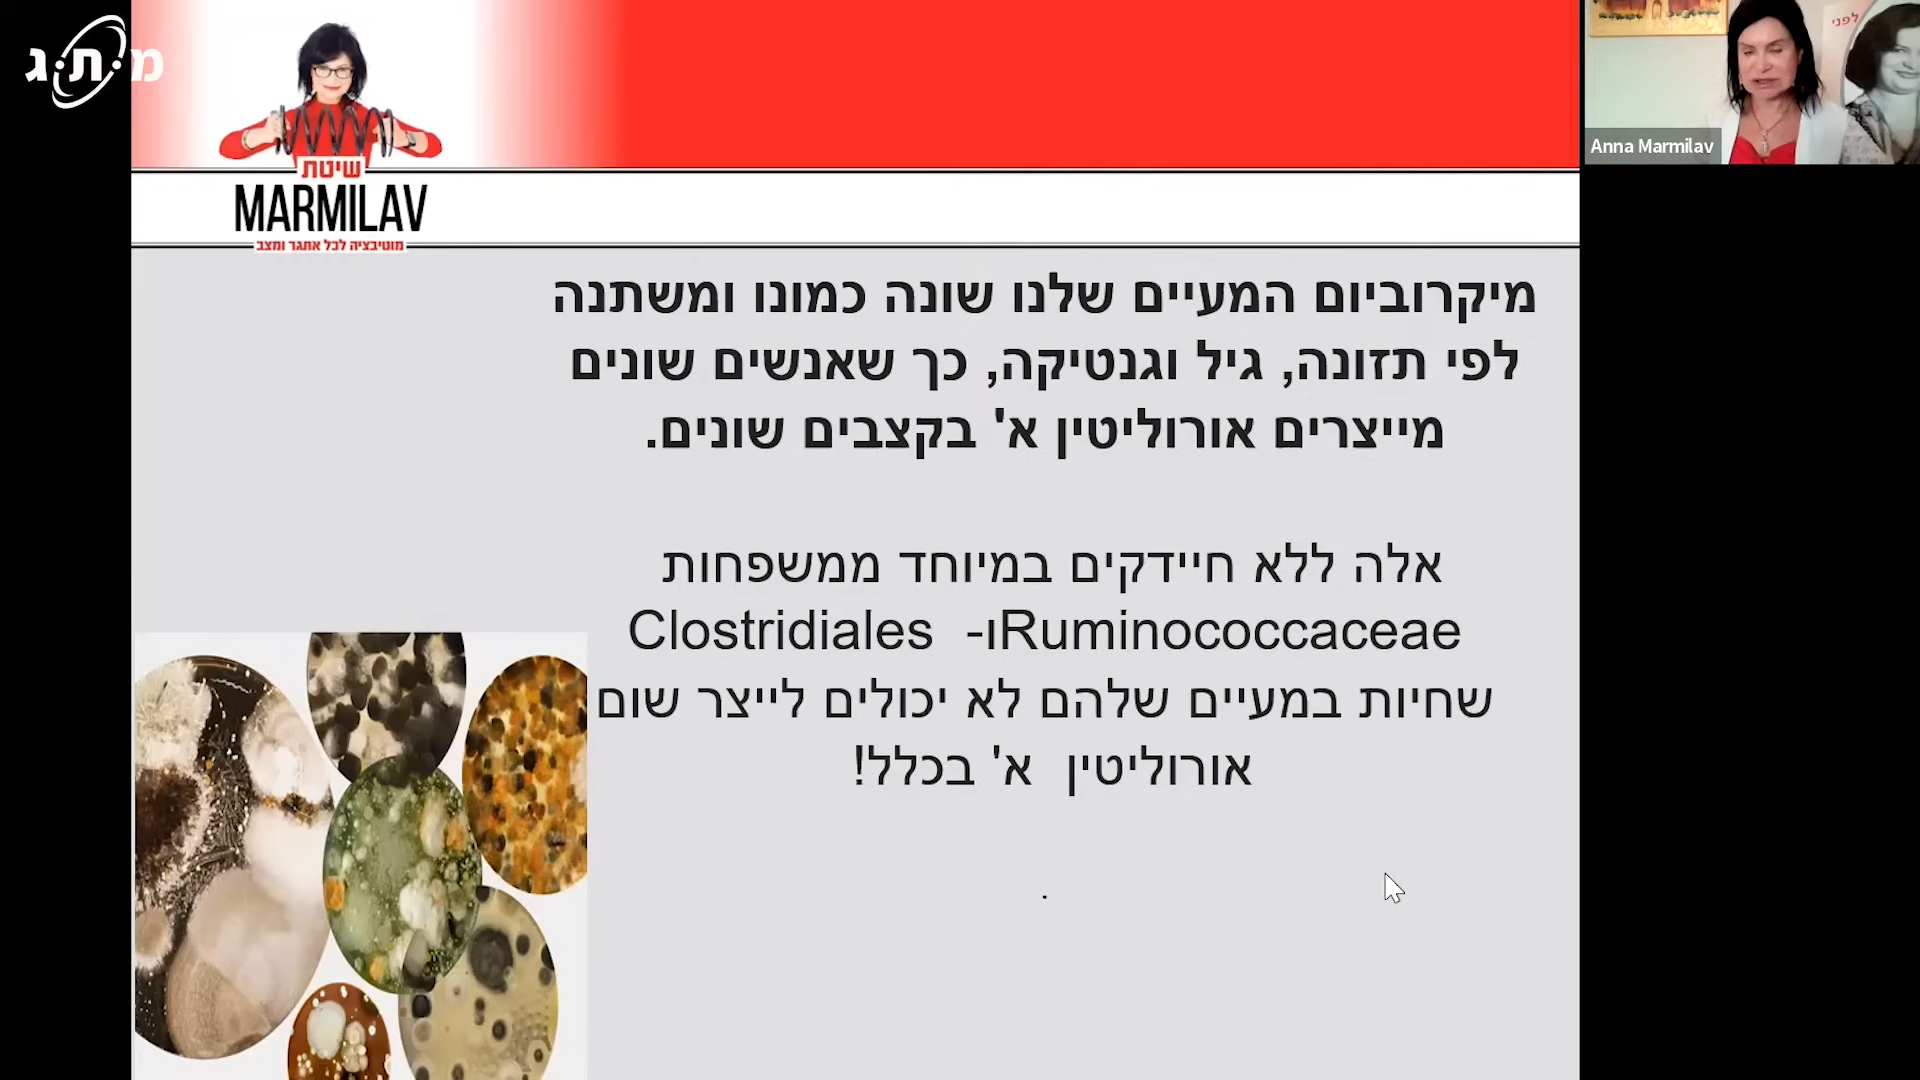 מ.ת.ג
לפני
Anna Marmilav
שיטת
MARMILAV
מוטיבציה לכל אתגר ומצב
מיקרוביום המעיים שלנו שונה כמונו ומשתנה
לפי תזונה, גיל וגנטיקה, כך שאנשים שונים
מייצרים אורוליטין א' בקצבים שונים.
אלה ללא חיידקים במיוחד ממשפחות
Clostridiales -וRuminococcaceae
שחיות במעיים שלהם לא יכולים לייצר שום
אורוליטין א' בכלל!
.